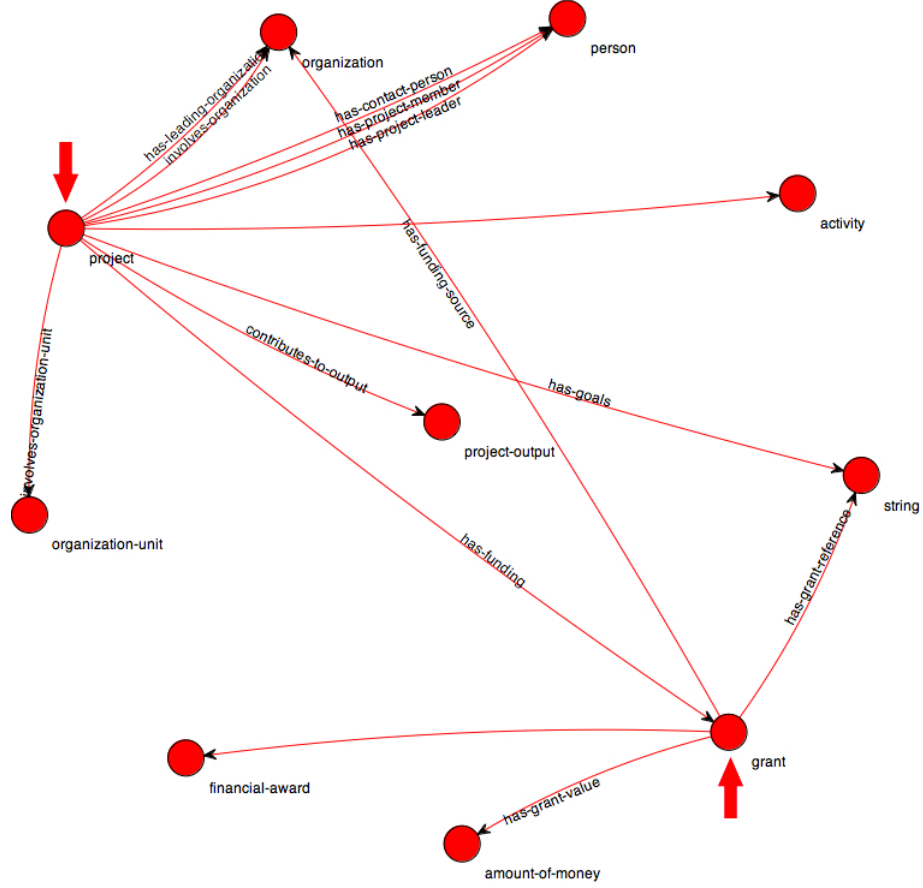 organization
person
has-leading-organization
involves-organization
has-contact-person
has-project-member
has-project-leader
activity
project
has-funding-source
involves-organization-unit
contributes-to-output
has-goals
project-output
string
organization-unit
has-funding
has-grant-reference
grant
financial-award
has-grant-value
amount-of-money